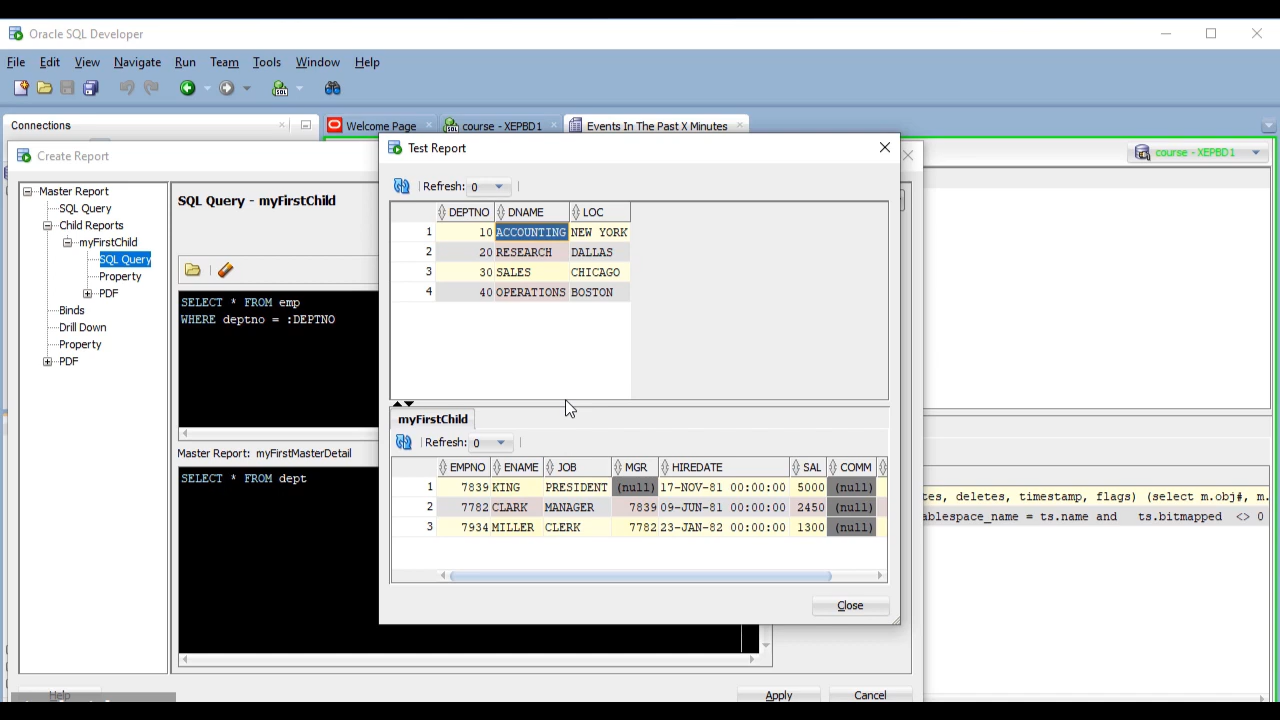 Oracle SQL Developer
File Edit View Navigate Run Team Tools Window Help
Connections
Welcome Page course - XEPBD1 Events In The Past X Minutes
Create Report
course - XEPBD1
Master Report
SQL Query
Child Reports
myFirstChild
SQL Query
Property
PDF
Binds
Drill Down
Property
PDF
SQL Query - myFirstChild
SELECT * FROM emp
WHERE deptno = :DEPTNO
Master Report: myFirstMasterDetail
SELECT * FROM dept
Test Report
Refresh: 0
DEPTNO DNAME LOC
1 10 ACCOUNTING NEW YORK
2 20 RESEARCH DALLAS
3 30 SALES CHICAGO
4 40 OPERATIONS BOSTON
myFirstChild
Refresh: 0
EMPNO ENAME JOB MGR HIREDATE SAL COMM
1 7839 KING PRESIDENT (null) 17-NOV-81 00:00:00 5000 (null)
2 7782 CLARK MANAGER 7839 09-JUN-81 00:00:00 2450 (null)
3 7934 MILLER CLERK 7782 23-JAN-82 00:00:00 1300 (null)
Close
es, deletes, timestamp, flags) (select m.obj#, m.
ablespace_name = ts.name and ts.bitmapped <> 0
Help Apply Cancel